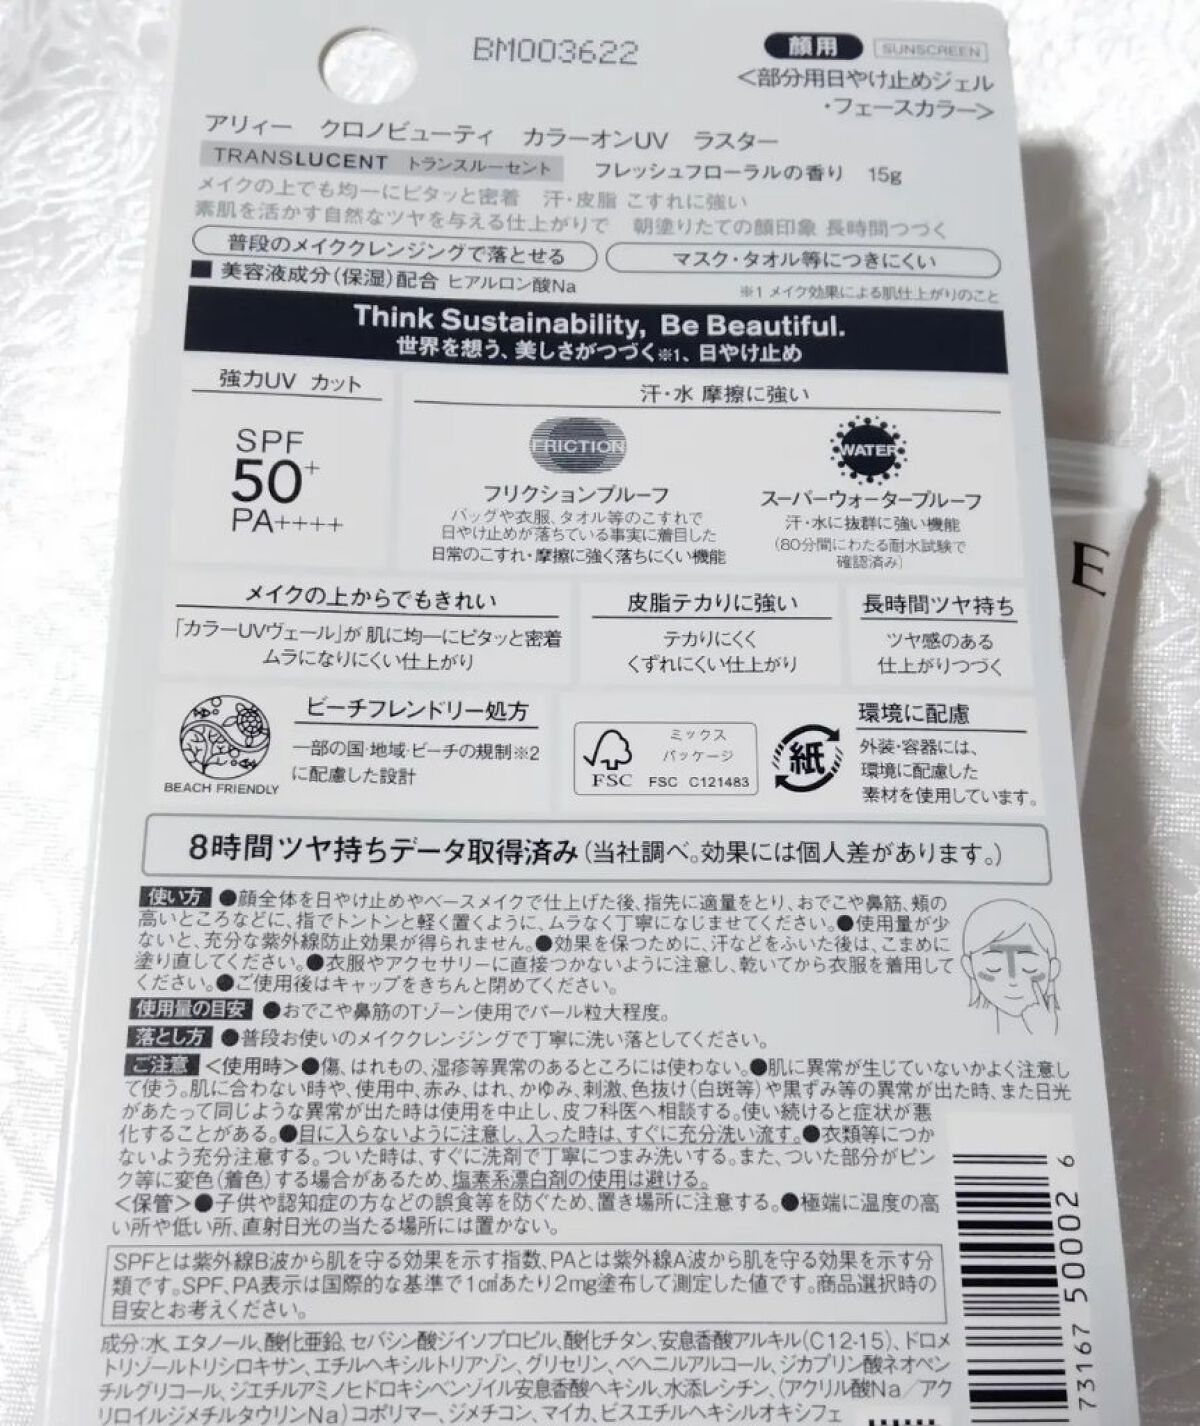 BM003622
顔用 SUNSCREEN
<部分用日やけ止めジェル
・フェースカラー>
アリィー クロノビューティ カラーオンUV ラスター
TRANSLUCENT トランスルーセント フレッシュフローラルの香り 15g
メイクの上でも均一にピタッと密着 汗・皮脂 こすれに強い
素肌を活かす自然なツヤを与える仕上がりで 朝塗りたての顔印象 長時間つづく
普段のメイククレンジングで落とせる マスク・タオル等につきにくい
■ 美容液成分(保湿)配合 ヒアルロン酸Na
※1 メイク効果による肌仕上がりのこと
Think Sustainability, Be Beautiful.
世界を想う、美しさがつづく※1、日やけ止め
強力UV カット
SPF
50+
PA++++
汗・水 摩擦に強い
FRICTION
フリクションプルーフ
バッグや衣服、タオル等のこすれで
日やけ止めが落ちている事実に着目した
日常のこすれ・摩擦に強く落ちにくい機能
WATER
スーパーウォータープルーフ
汗・水に抜群に強い機能
(80分間にわたる耐水試験で
確認済み)
メイクの上からでもきれい
「カラーUVヴェール」が 肌に均一にピタッと密着
ムラになりにくい仕上がり
皮脂テカリに強い
テカりにくく
くずれにくい仕上がり
長時間ツヤ持ち
ツヤ感のある
仕上がりつづく
BEACH FRIENDLY
ビーチフレンドリー処方
一部の国・地域・ビーチの規制※2
に配慮した設計
FSC
ミックス
パッケージ
FSC C121483
紙
環境に配慮
外装・容器には、
環境に配慮した
素材を使用しています。
8時間ツヤ持ちデータ取得済み(当社調べ。効果には個人差があります。)
使い方 ●顔全体を日やけ止めやベースメイクで仕上げた後、指先に適量をとり、おでこや鼻筋、頬の
高いところなどに、指でトントンと軽く置くように、ムラなく丁寧になじませてください。●使用量が少
ないと、充分な紫外線防止効果が得られません。●効果を保つために、汗などをふいた後は、こまめに
塗り直してください。●衣服やアクセサリーに直接つかないように注意し、乾いてから衣服を着用して
ください。●ご使用後はキャップをきちんと閉めてください。
使用量の目安 ●おでこや鼻筋のTゾーン使用でパール粒大程度。
落とし方 ●普段お使いのメイククレンジングで丁寧に洗い落としてください。
ご注意 <使用時>●傷、はれもの、湿疹等異常のあるところには使わない。●肌に異常が生じていないかよく注意し
て使う。肌に合わない時や、使用中、赤み、はれ、かゆみ、刺激、色抜け(白斑等)や黒ずみ等の異常が出た時、また日光
があたって同じような異常が出た時は使用を中止し、皮フ科医へ相談する。使い続けると症状が悪
化することがある。●目に入らないように注意し、入った時は、すぐに充分洗い流す。●衣類等につか
ないよう充分注意する。ついた時は、すぐに洗剤で丁寧につまみ洗いする。また、ついた部分がピン
ク等に変色(着色)する場合があるため、塩素系漂白剤の使用は避ける。
<保管>●子供や認知症の方などの誤食等を防ぐため、置き場所に注意する。●極端に温度の高
い所や低い所、直射日光の当たる場所には置かない。
SPFとは紫外線B波から肌を守る効果を示す指数、PAとは紫外線A波から肌を守る効果を示す分
類です。SPF、PA表示は国際的な基準で1㎠あたり2mg塗布して測定した値です。商品選択時の
目安とお考えください。
成分:水、エタノール、酸化亜鉛、セバシン酸ジイソプロピル、酸化チタン、安息香酸アルキル(C12-15)、ドロメ
トリゾールトリシロキサン、エチルヘキシルトリアゾン、グリセリン、ベヘニルアルコール、ジカプリン酸ネオペン
チルグリコール、ジエチルアミノヒドロキシベンゾイル安息香酸ヘキシル、水添レシチン、(アクリル酸Na/アク
リロイルジメチルタウリンNa)コポリマー、ジメチコン、マイカ、ビスエチルヘキシルオキシフェ
73167 50002 6
E